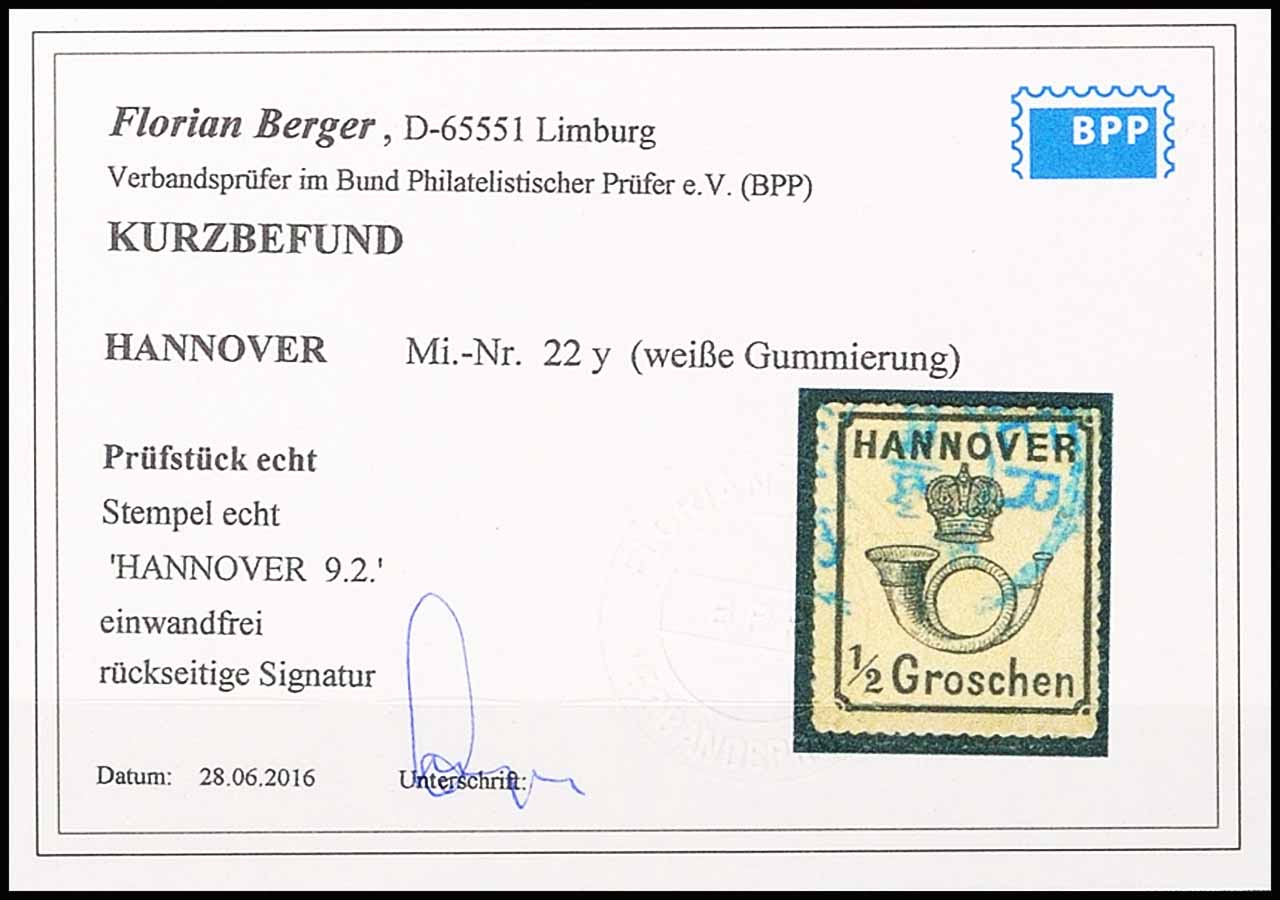 Florian Berger, D-65551 Limburg
BPP
Verbandsprüfer im Bund Philatelistischer Prüfer e.V. (BPP)
KURZBEFUND
HANNOVER Mi.-Nr. 22 y (weiße Gummierung)
Prüfstück echt
Stempel echt
'HANNOVER 9.2.'
einwandfrei
rückseitige Signatur
Datum: 28.06.2016 Unterschrift:
HANNOVER
1/2 Groschen